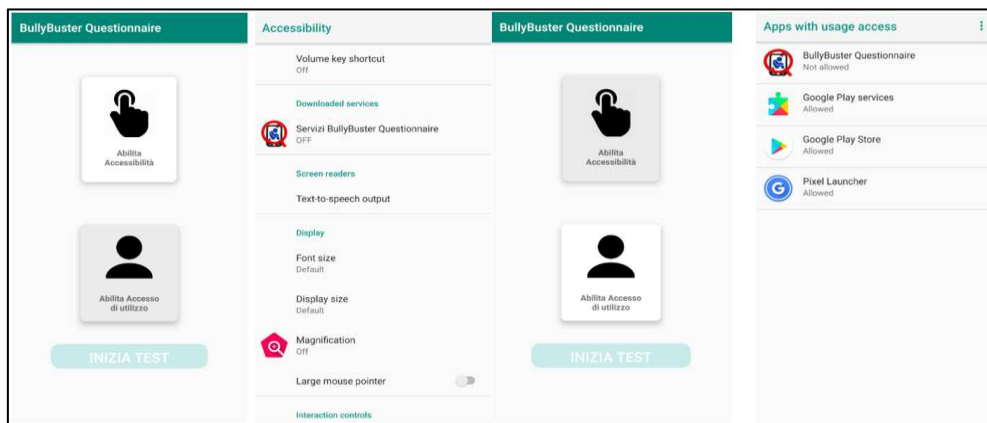 BullyBuster Questionnaire
Abilita
Accessibilità
Abilita Accesso
di utilizzo
INIZIA TEST
Accessibility
Volume key shortcut
Off
Downloaded services
Servizi BullyBuster Questionnaire
OFF
Screen readers
Text-to-speech output
Display
Font size
Default
Display size
Default
Magnification
Off
Large mouse pointer
Interaction controls
BullyBuster Questionnaire
Abilita
Accessibilità
Abilita Accesso
di utilizzo
INIZIA TEST
Apps with usage access
BullyBuster Questionnaire
Not allowed
Google Play services
Allowed
Google Play Store
Allowed
G
Pixel Launcher
Allowed